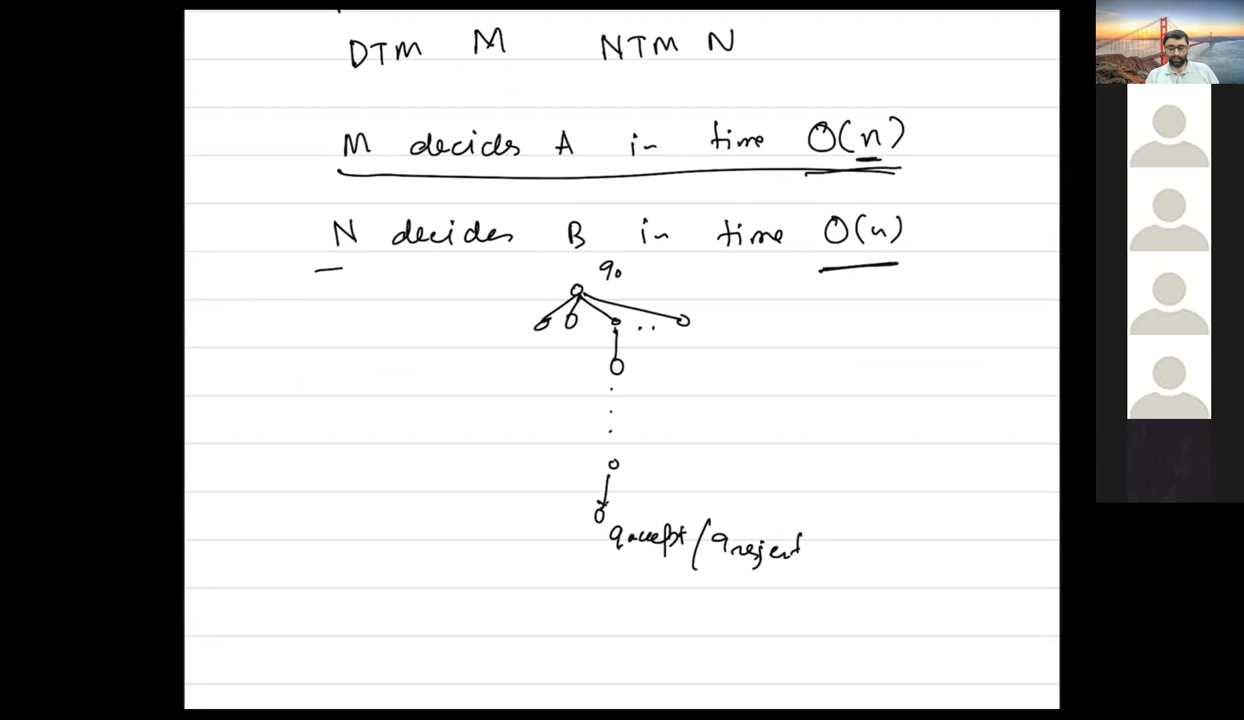 DTM M NTM N
M decides A in time O(n)
N decides B in time O(n)
q0
qaccept/qreject